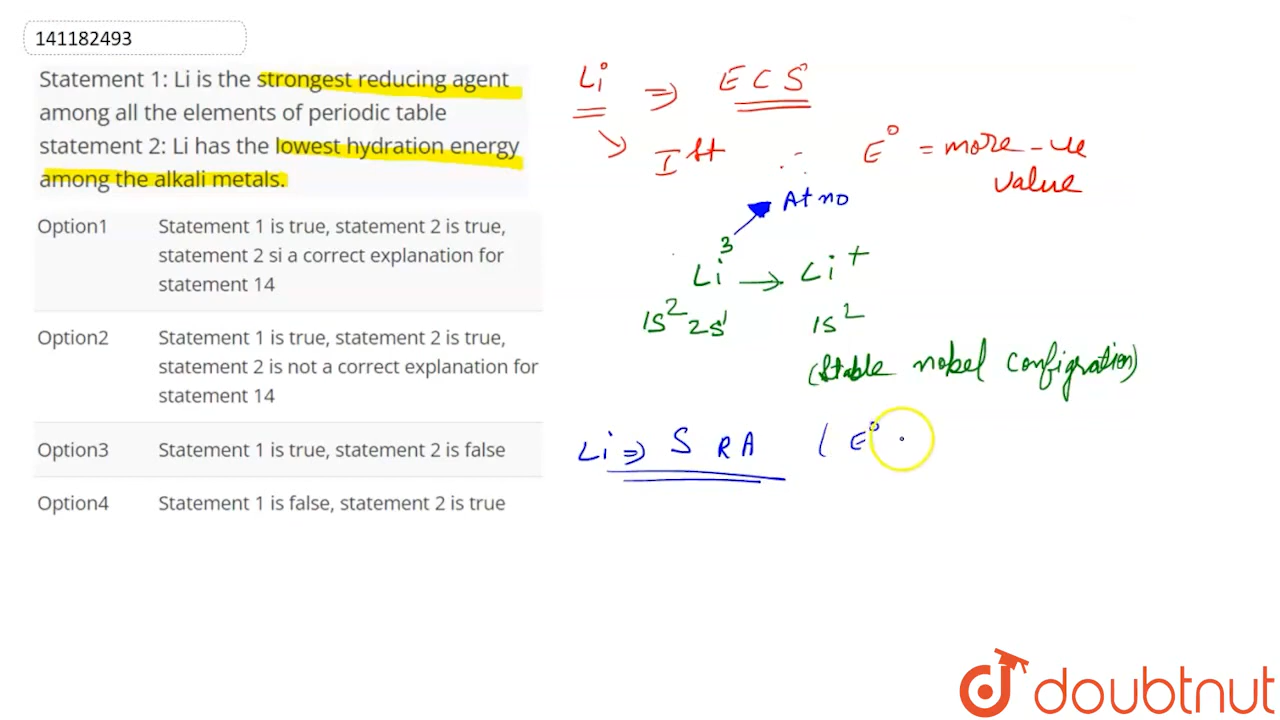 141182493
Statement 1: Li is the strongest reducing agent
among all the elements of periodic table
statement 2: Li has the lowest hydration energy
among the alkali metals.
Option1 Statement 1 is true, statement 2 is true,
statement 2 si a correct explanation for
statement 14
Option2 Statement 1 is true, statement 2 is true,
statement 2 is not a correct explanation for
statement 14
Option3 Statement 1 is true, statement 2 is false
Option4 Statement 1 is false, statement 2 is true
Li ⇒ E C S
I st ∴ E° = more -ve
value
At no
3
Li → Li+
1s² 2s¹ 1s²
(Stable nobel configration)
Li ⇒ S R A ( E°
doubtnut